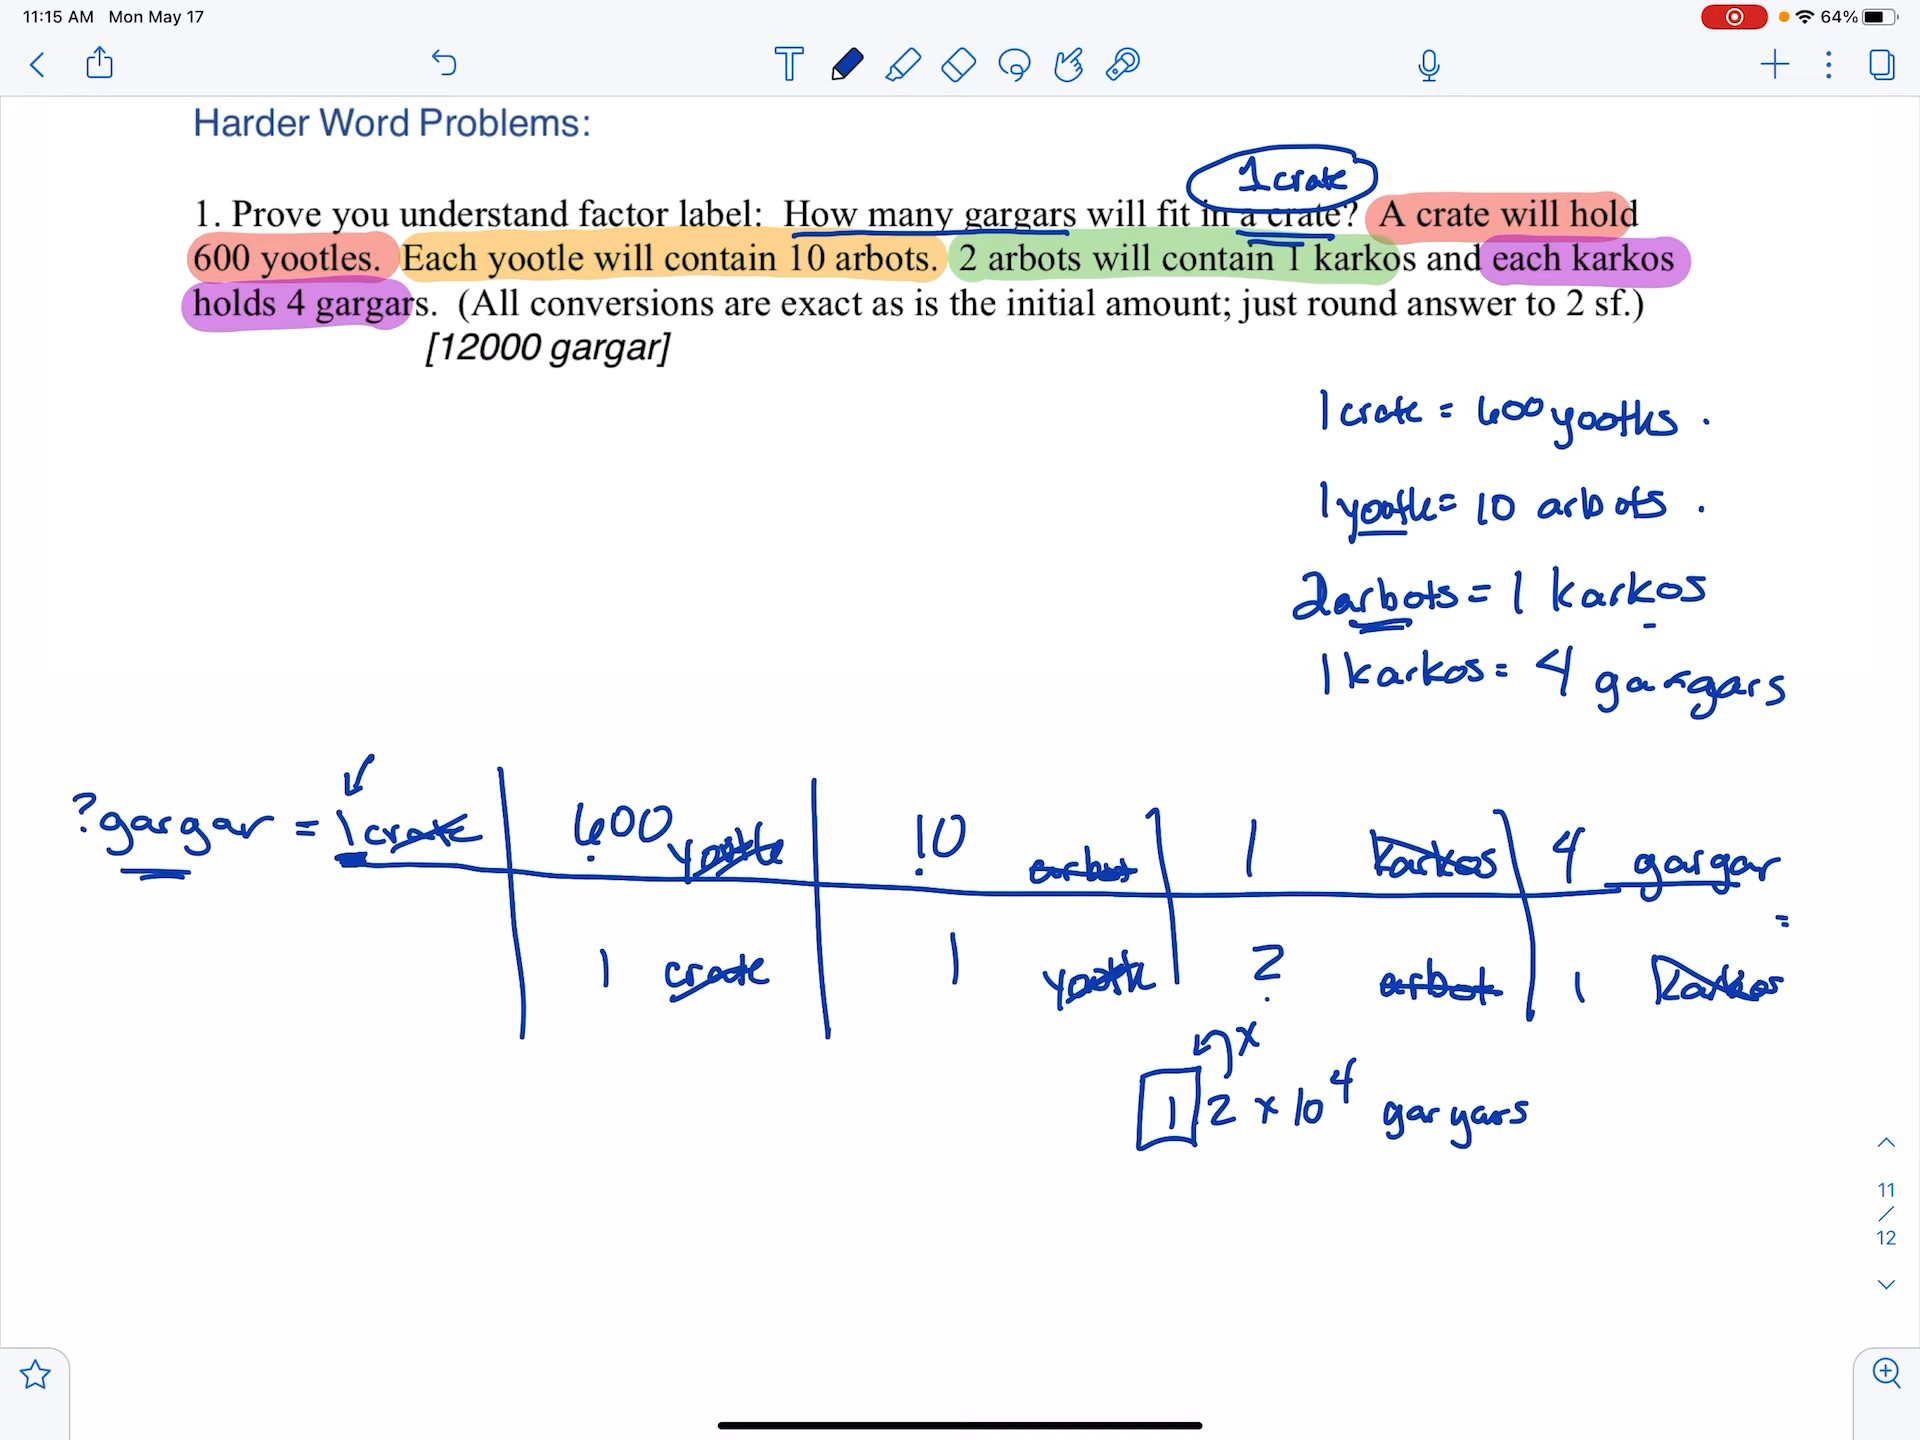 11:15 AM Mon May 17
64%
T
Harder Word Problems:
1 crate
1. Prove you understand factor label: How many gargars will fit in a crate? A crate will hold
600 yootles. Each yootle will contain 10 arbots. 2 arbots will contain 1 karkos and each karkos
holds 4 gargars. (All conversions are exact as is the initial amount; just round answer to 2 sf.)
[12000 gargar]
1 crate = 600 yootles .
1 yootle = 10 arbots .
2 arbots = 1 karkos
1 karkos = 4 gargars
? gargar = 1 crate 600 yootle 10 arbot 1 karkos 4 gargar
=
1 crate 1 yootle 2 arbot 1 karkos
x
1.2 x 10⁴ gargars
11
/
12